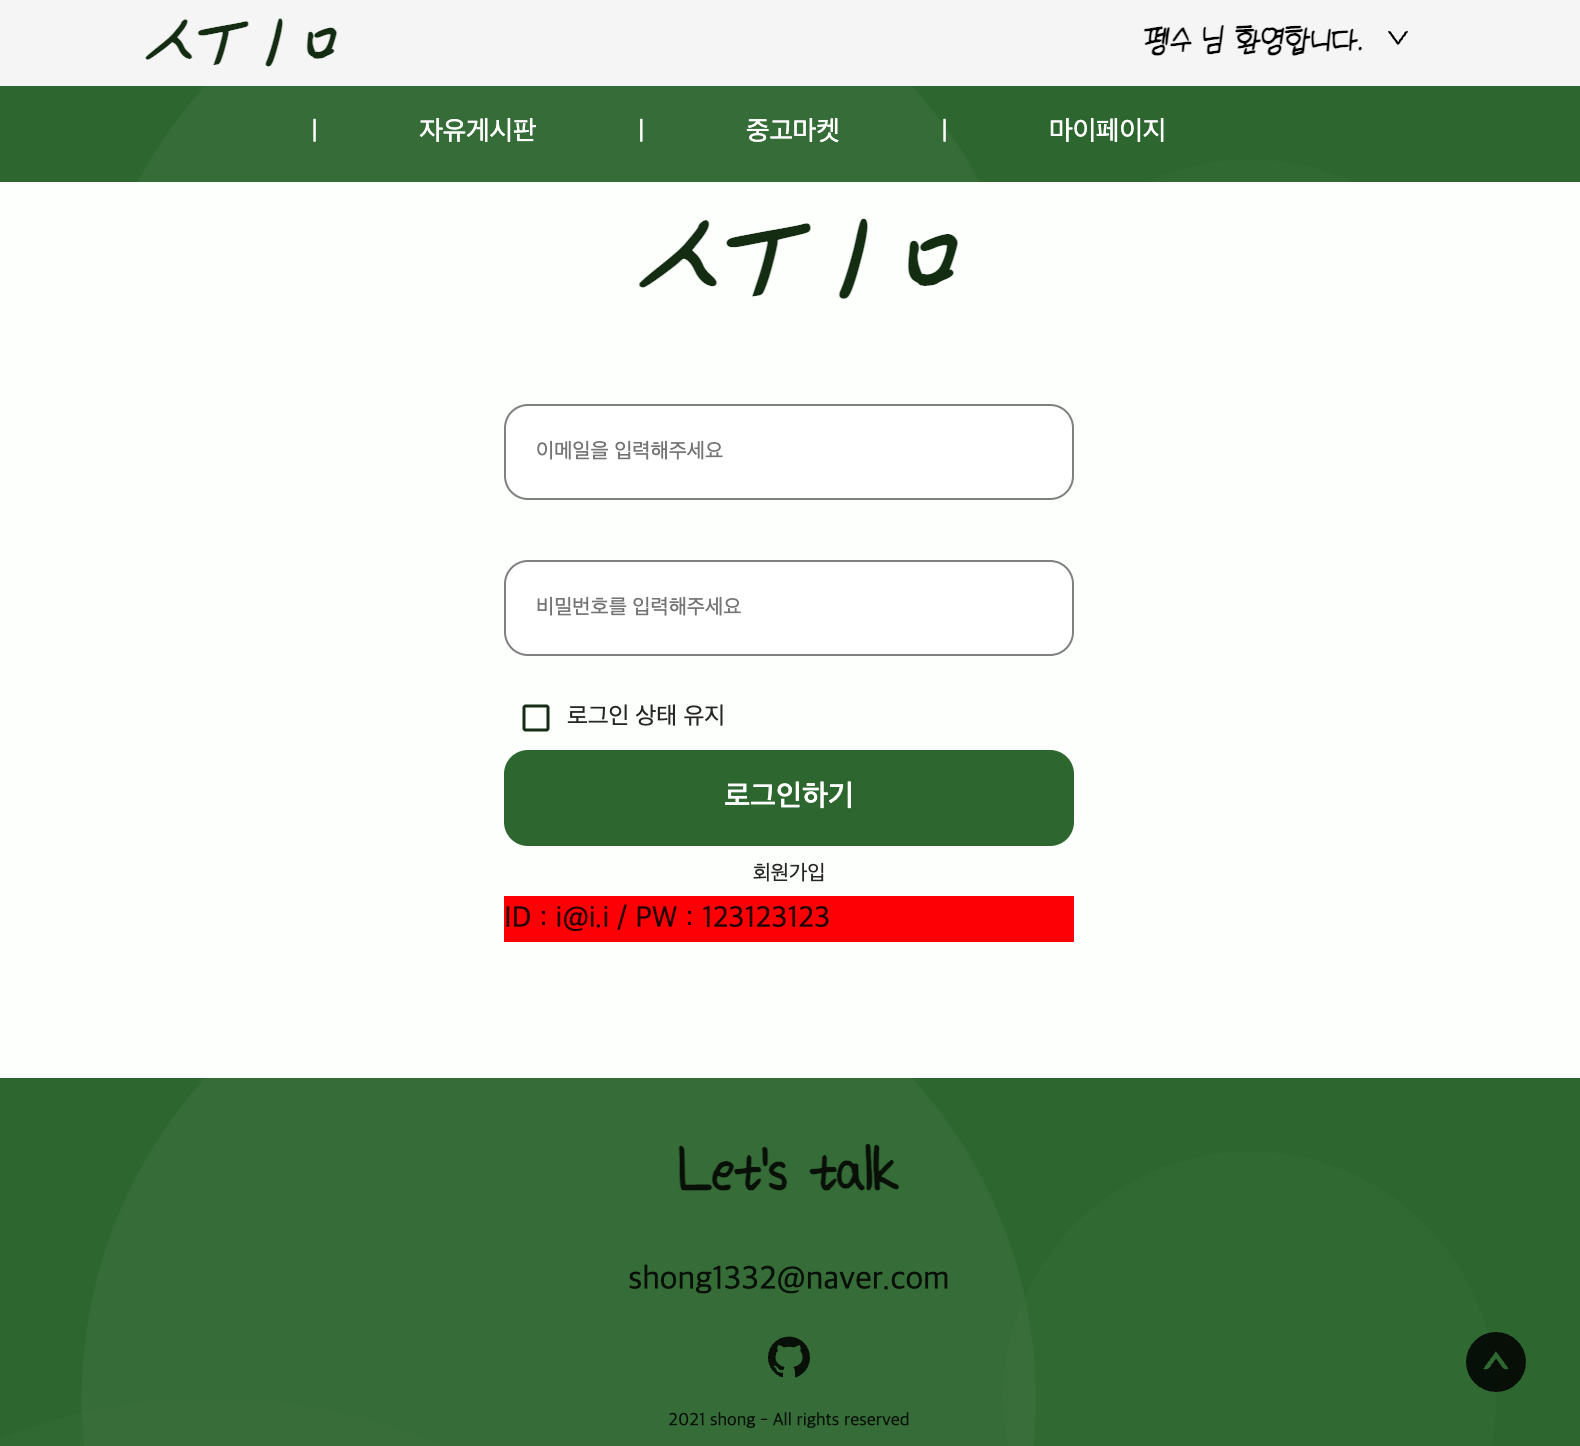 ㅅㅜㅣㅁ
펭수 님 환영합니다.
| 자유게시판 | 중고마켓 | 마이페이지
ㅅㅜㅣㅁ
이메일을 입력해주세요
비밀번호를 입력해주세요
로그인 상태 유지
로그인하기
회원가입
ID : i@i.i / PW : 123123123
Let's talk
shong1332@naver.com
2021 shong - All rights reserved